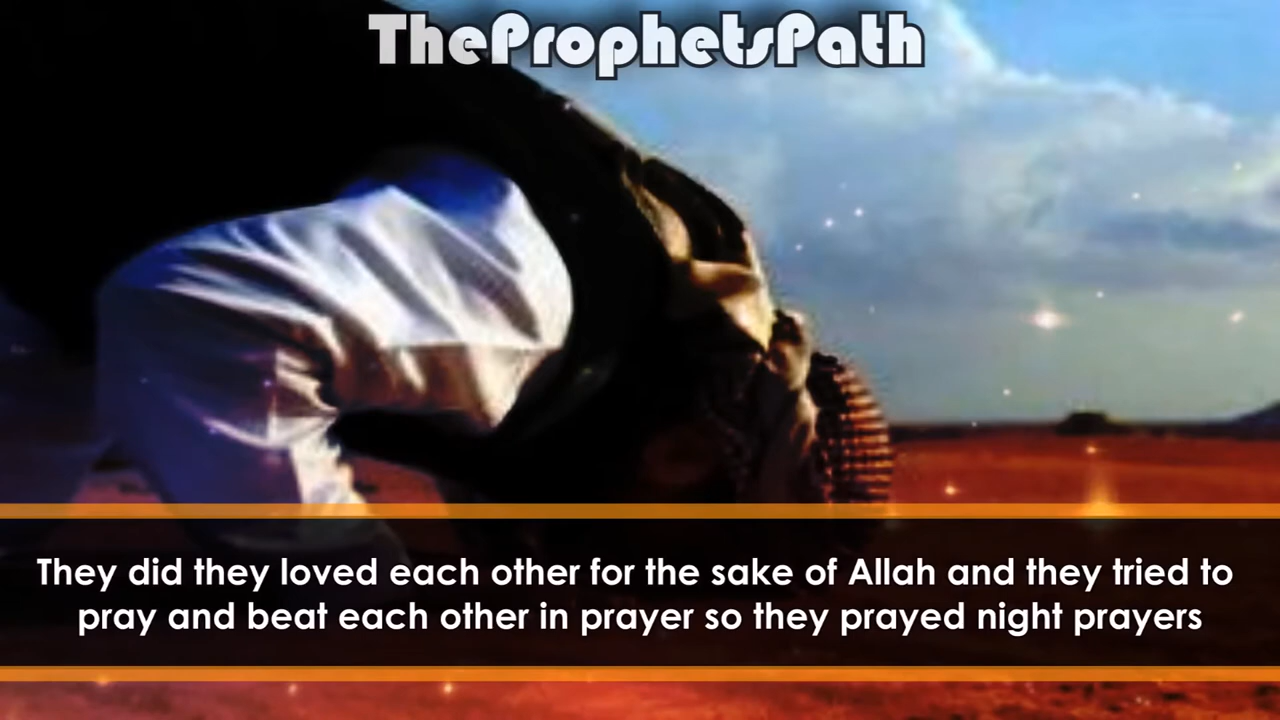 TheProphetsPath
They did they loved each other for the sake of Allah and they tried to
pray and beat each other in prayer so they prayed night prayers